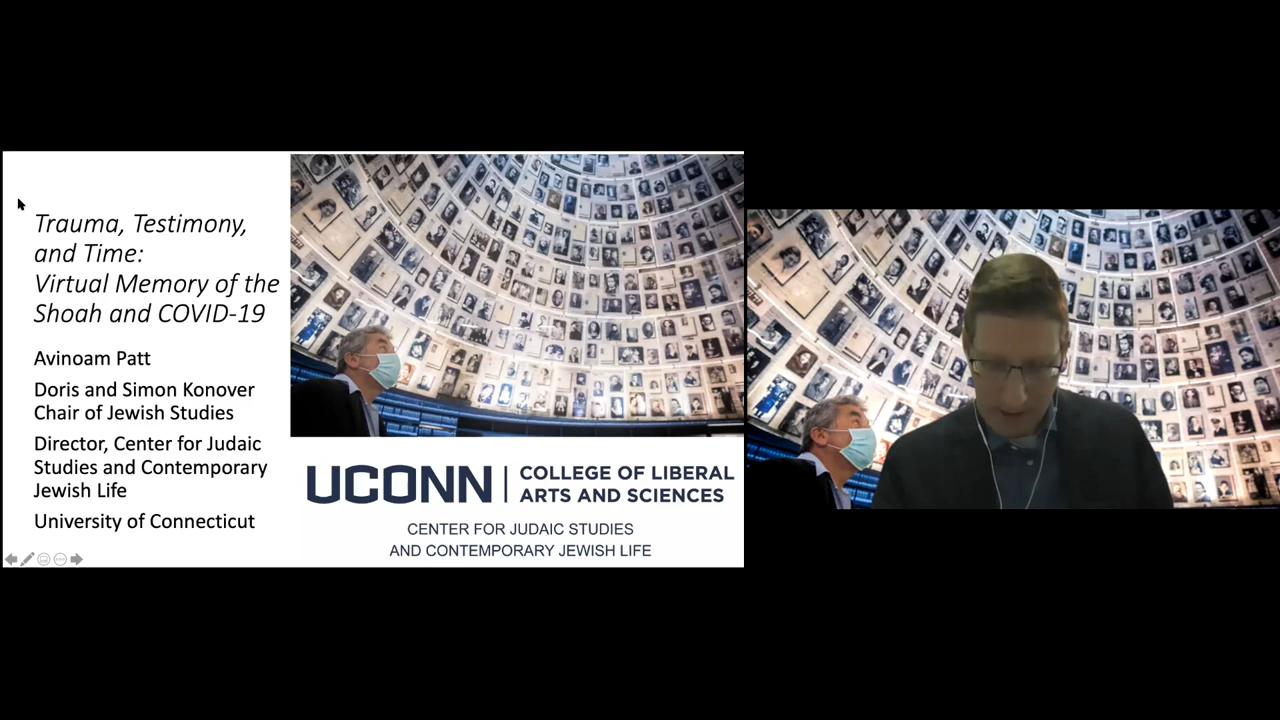 Trauma, Testimony,
and Time:
Virtual Memory of the
Shoah and COVID-19
Avinoam Patt
Doris and Simon Konover
Chair of Jewish Studies
Director, Center for Judaic
Studies and Contemporary
Jewish Life
University of Connecticut
UCONN | COLLEGE OF LIBERAL
ARTS AND SCIENCES
CENTER FOR JUDAIC STUDIES
AND CONTEMPORARY JEWISH LIFE